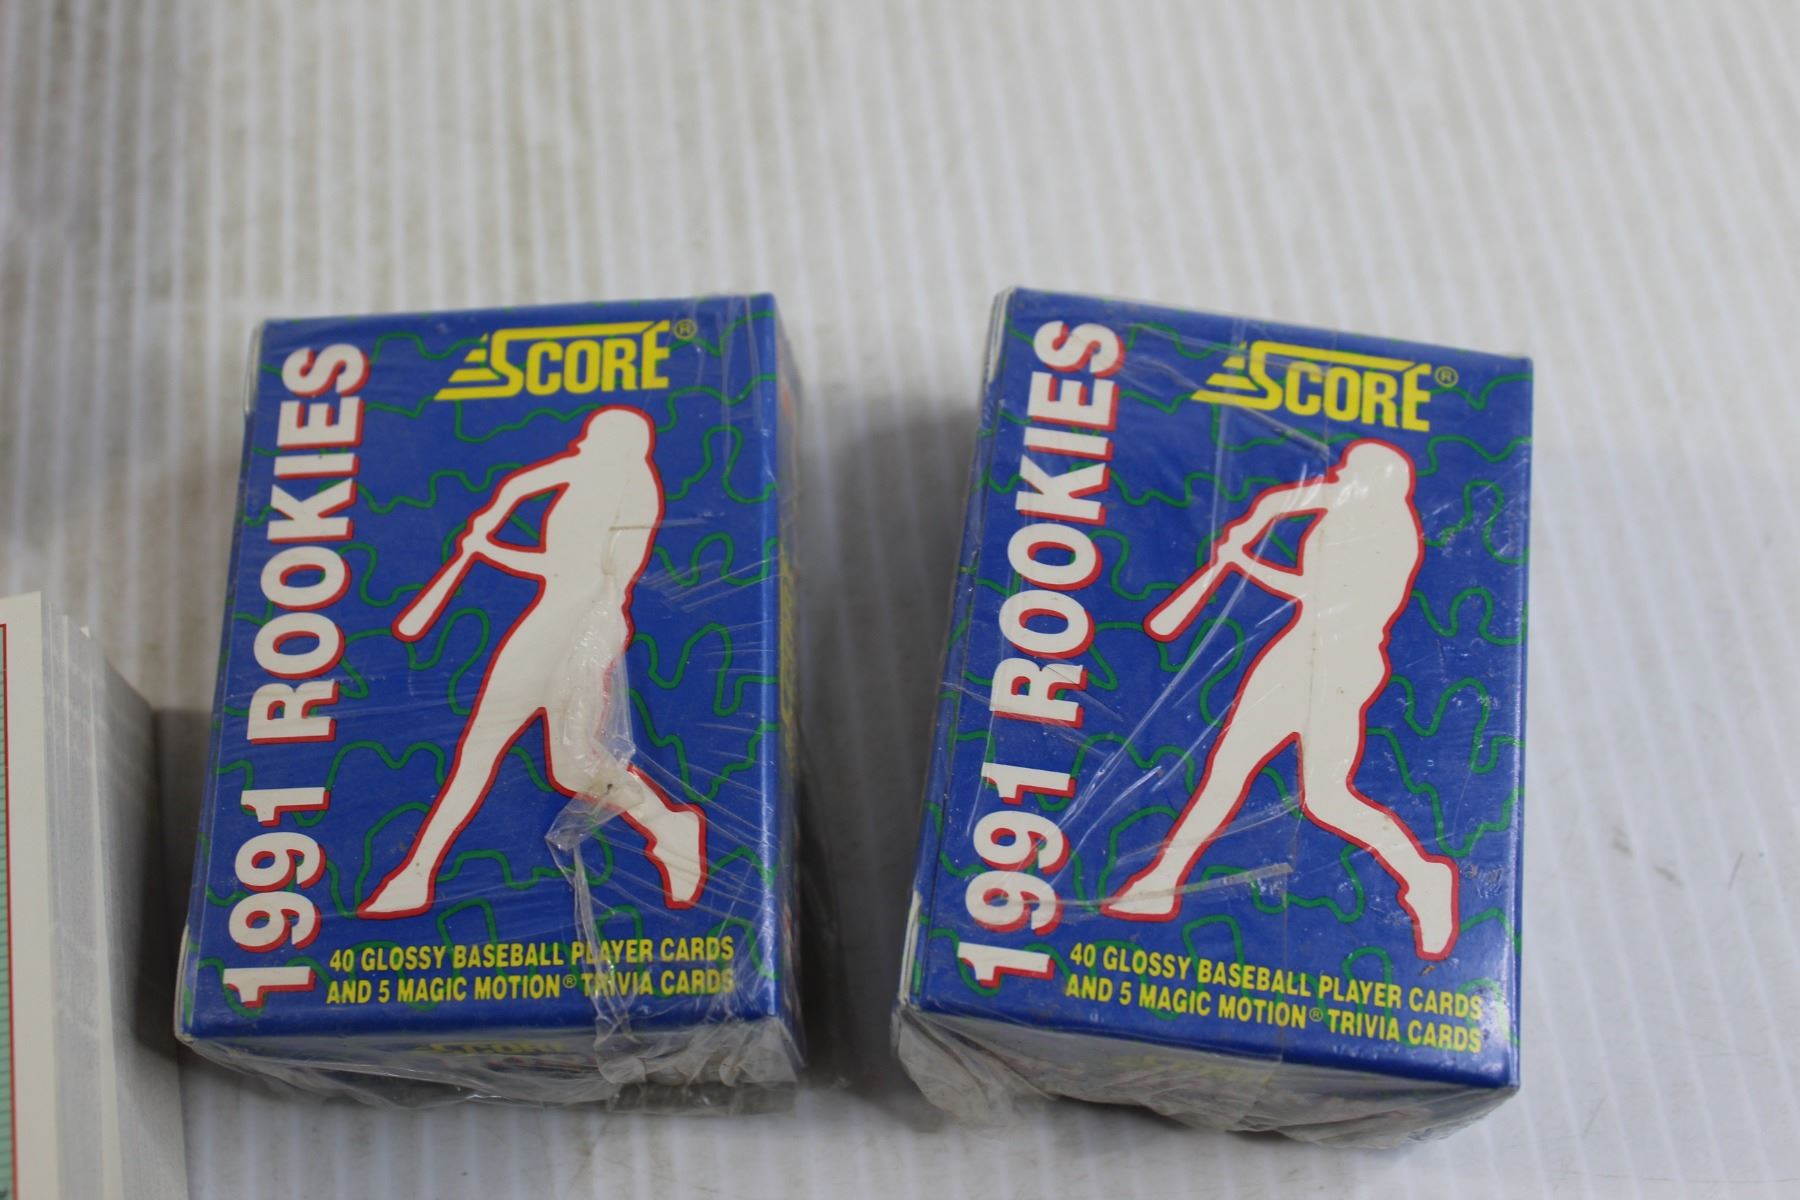 SCORE®
1991 ROOKIES
40 GLOSSY BASEBALL PLAYER CARDS
AND 5 MAGIC MOTION® TRIVIA CARDS
SCORE
SCORE®
1991 ROOKIES
40 GLOSSY BASEBALL PLAYER CARDS
AND 5 MAGIC MOTION® TRIVIA CARDS